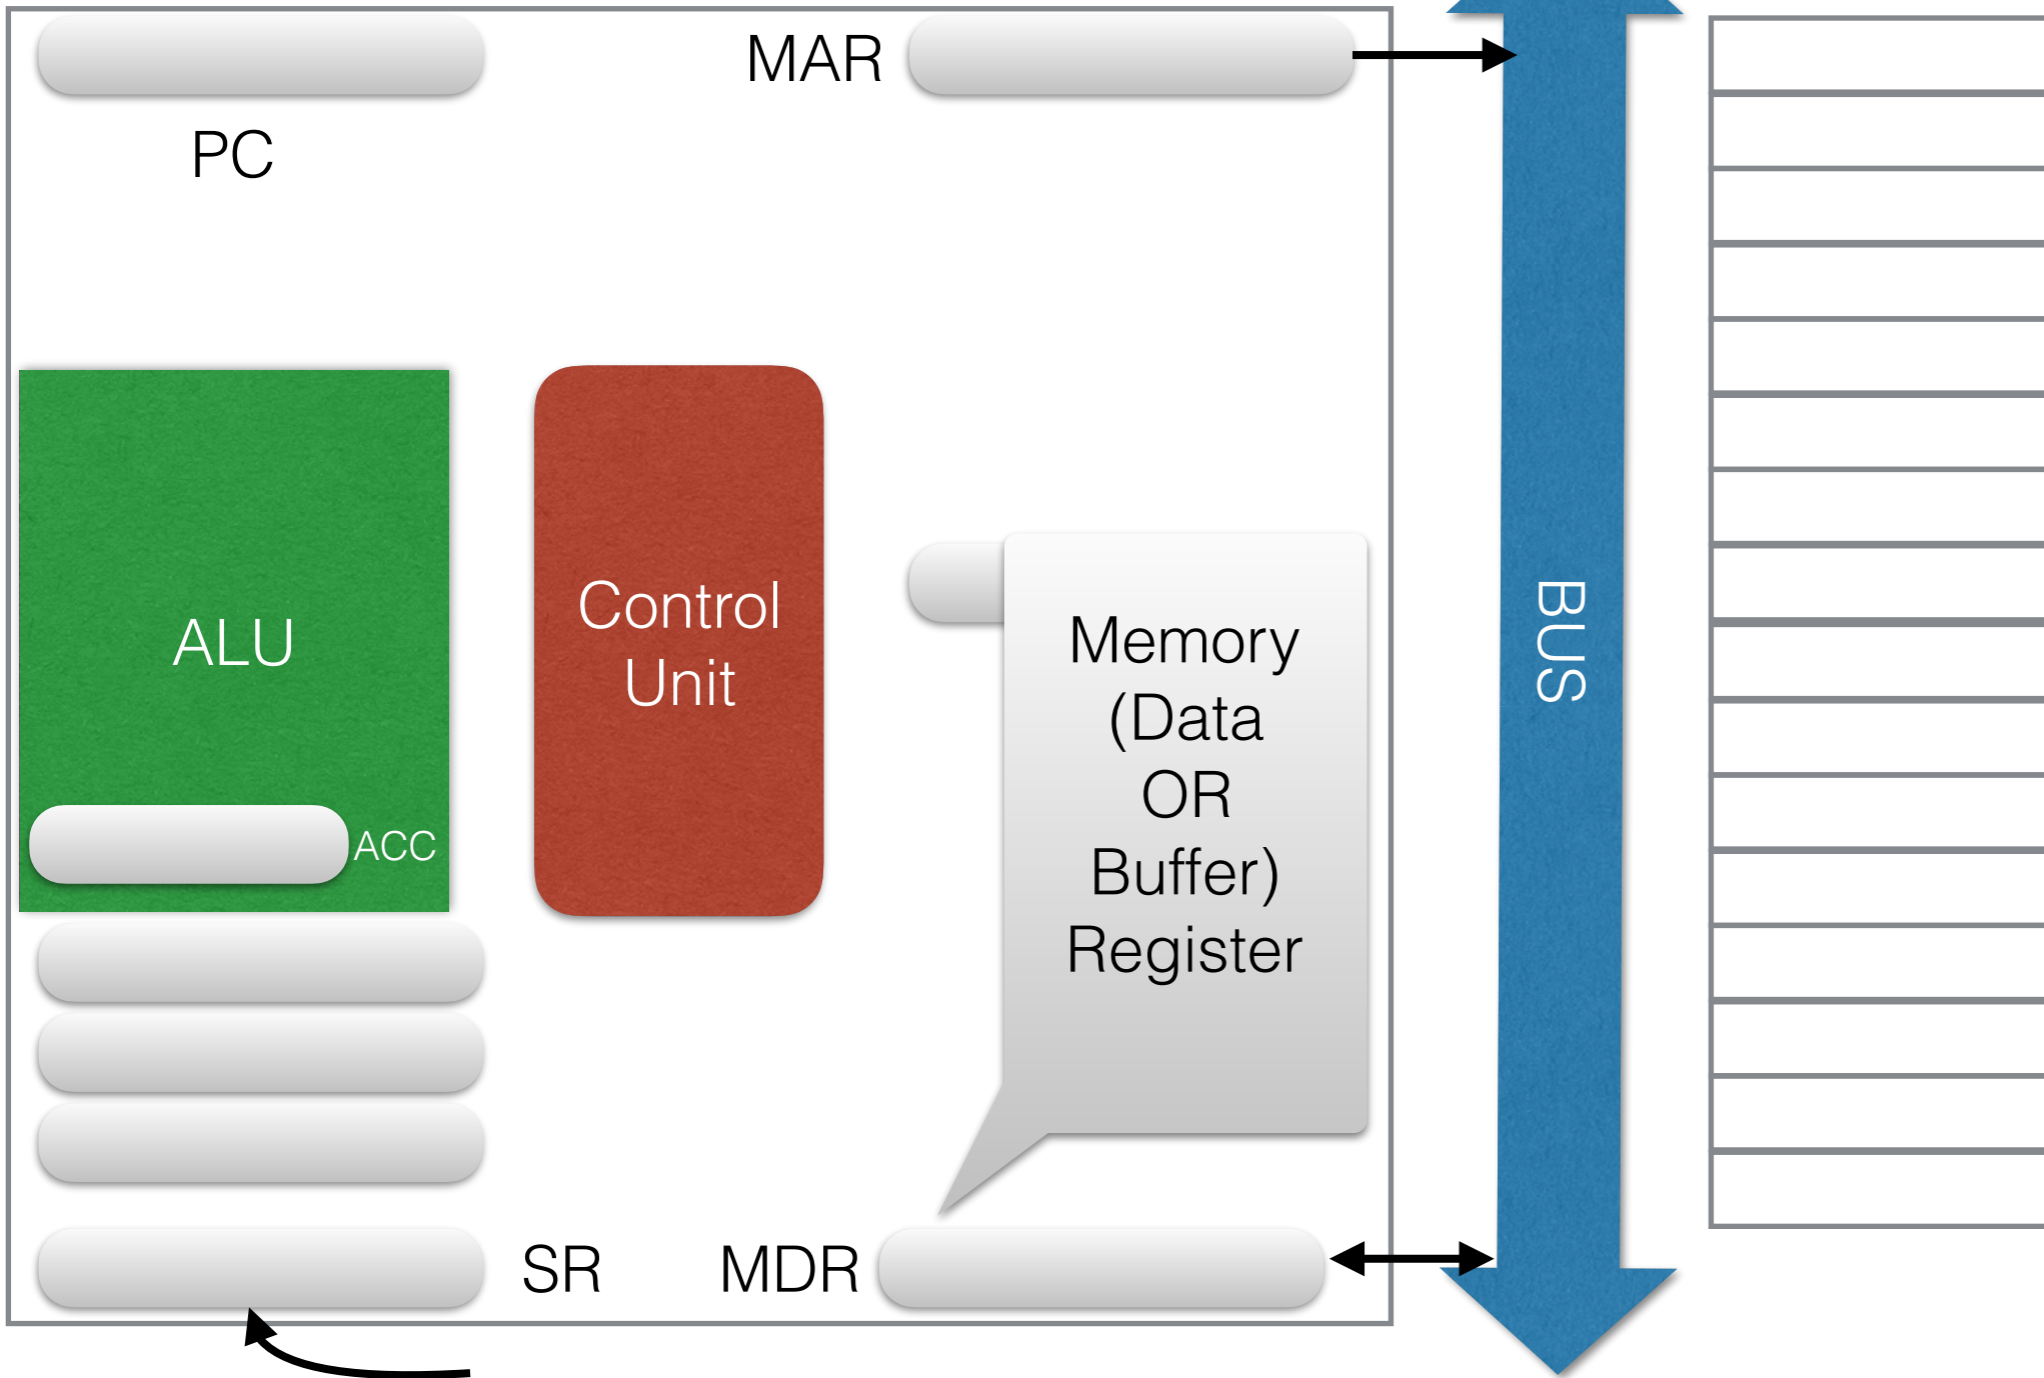 MAR
PC
ALU
Control
Unit
Memory
(Data
OR
Buffer)
Register
BUS
ACC
SR
MDR